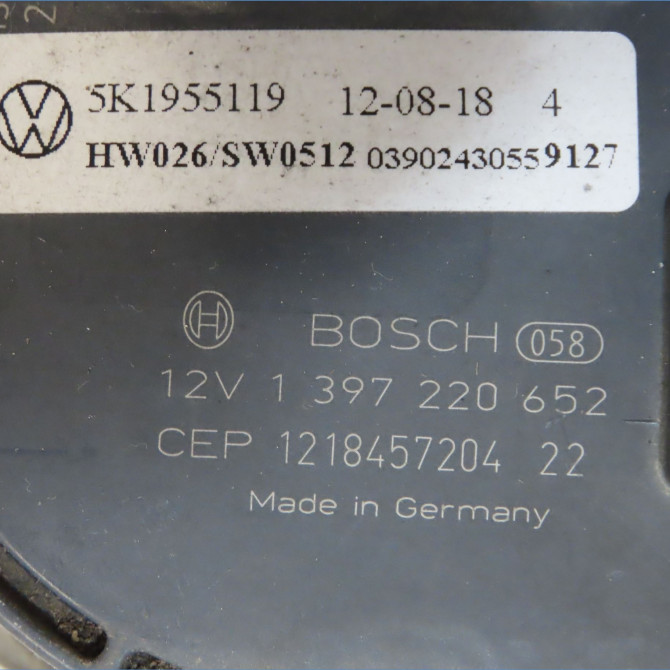 5K1955119 12-08-18 4
HW026/SW0512 03902430559127
BOSCH 058
12V 1 397 220 652
CEP 1218457204 22
Made in Germany